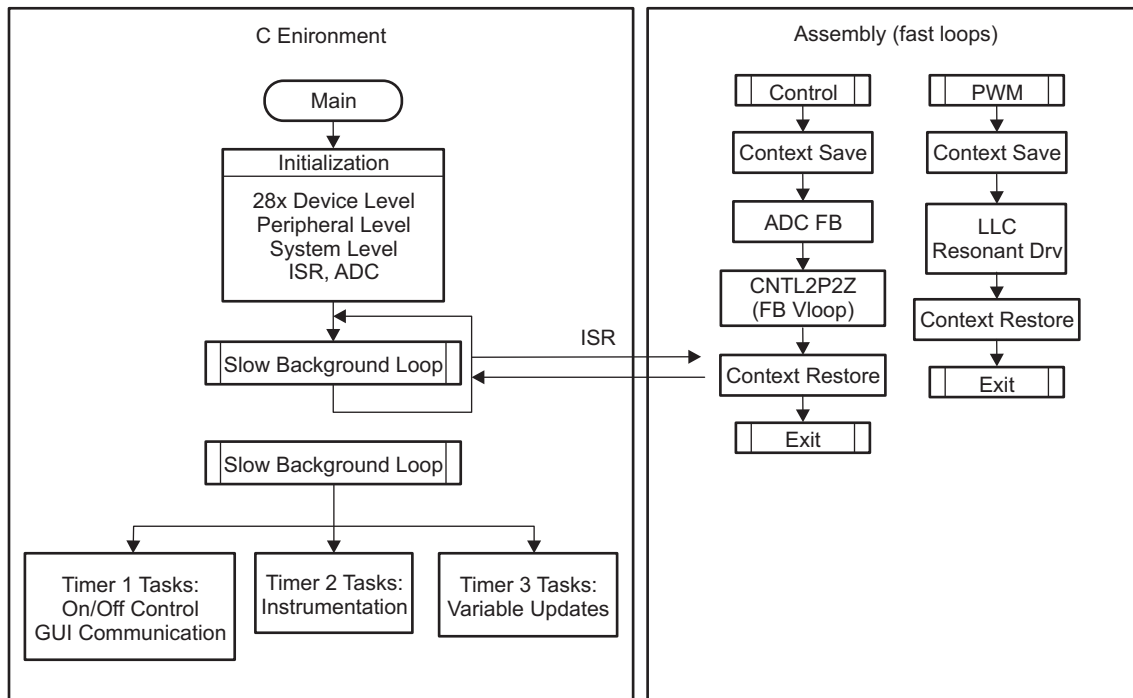 C Enironment
Main
Initialization
28x Device Level
Peripheral Level
System Level
ISR, ADC
Slow Background Loop
Slow Background Loop
Timer 1 Tasks:
On/Off Control
GUI Communication
Timer 2 Tasks:
Instrumentation
Timer 3 Tasks:
Variable Updates
ISR
Assembly (fast loops)
Control
Context Save
ADC FB
CNTL2P2Z
(FB Vloop)
Context Restore
Exit
PWM
Context Save
LLC
Resonant Drv
Context Restore
Exit